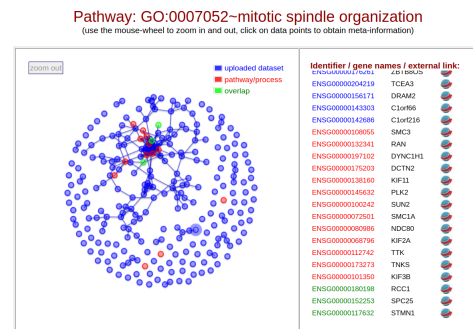 Pathway: GO:0007052~mitotic spindle organization
(use the mouse-wheel to zoom in and out, click on data points to obtain meta-information)
zoom out
uploaded dataset
pathway/process
overlap
Identifier / gene names / external link:
ENSG00000176261 ZBTB8OS
ENSG00000204219 TCEA3
ENSG00000156171 DRAM2
ENSG00000143303 C1orf66
ENSG00000142686 C1orf216
ENSG00000108055 SMC3
ENSG00000132341 RAN
ENSG00000197102 DYNC1H1
ENSG00000175203 DCTN2
ENSG00000138160 KIF11
ENSG00000145632 PLK2
ENSG00000100242 SUN2
ENSG00000072501 SMC1A
ENSG00000080986 NDC80
ENSG00000068796 KIF2A
ENSG00000112742 TTK
ENSG00000173273 TNKS
ENSG00000101350 KIF3B
ENSG00000180198 RCC1
ENSG00000152253 SPC25
ENSG00000117632 STMN1